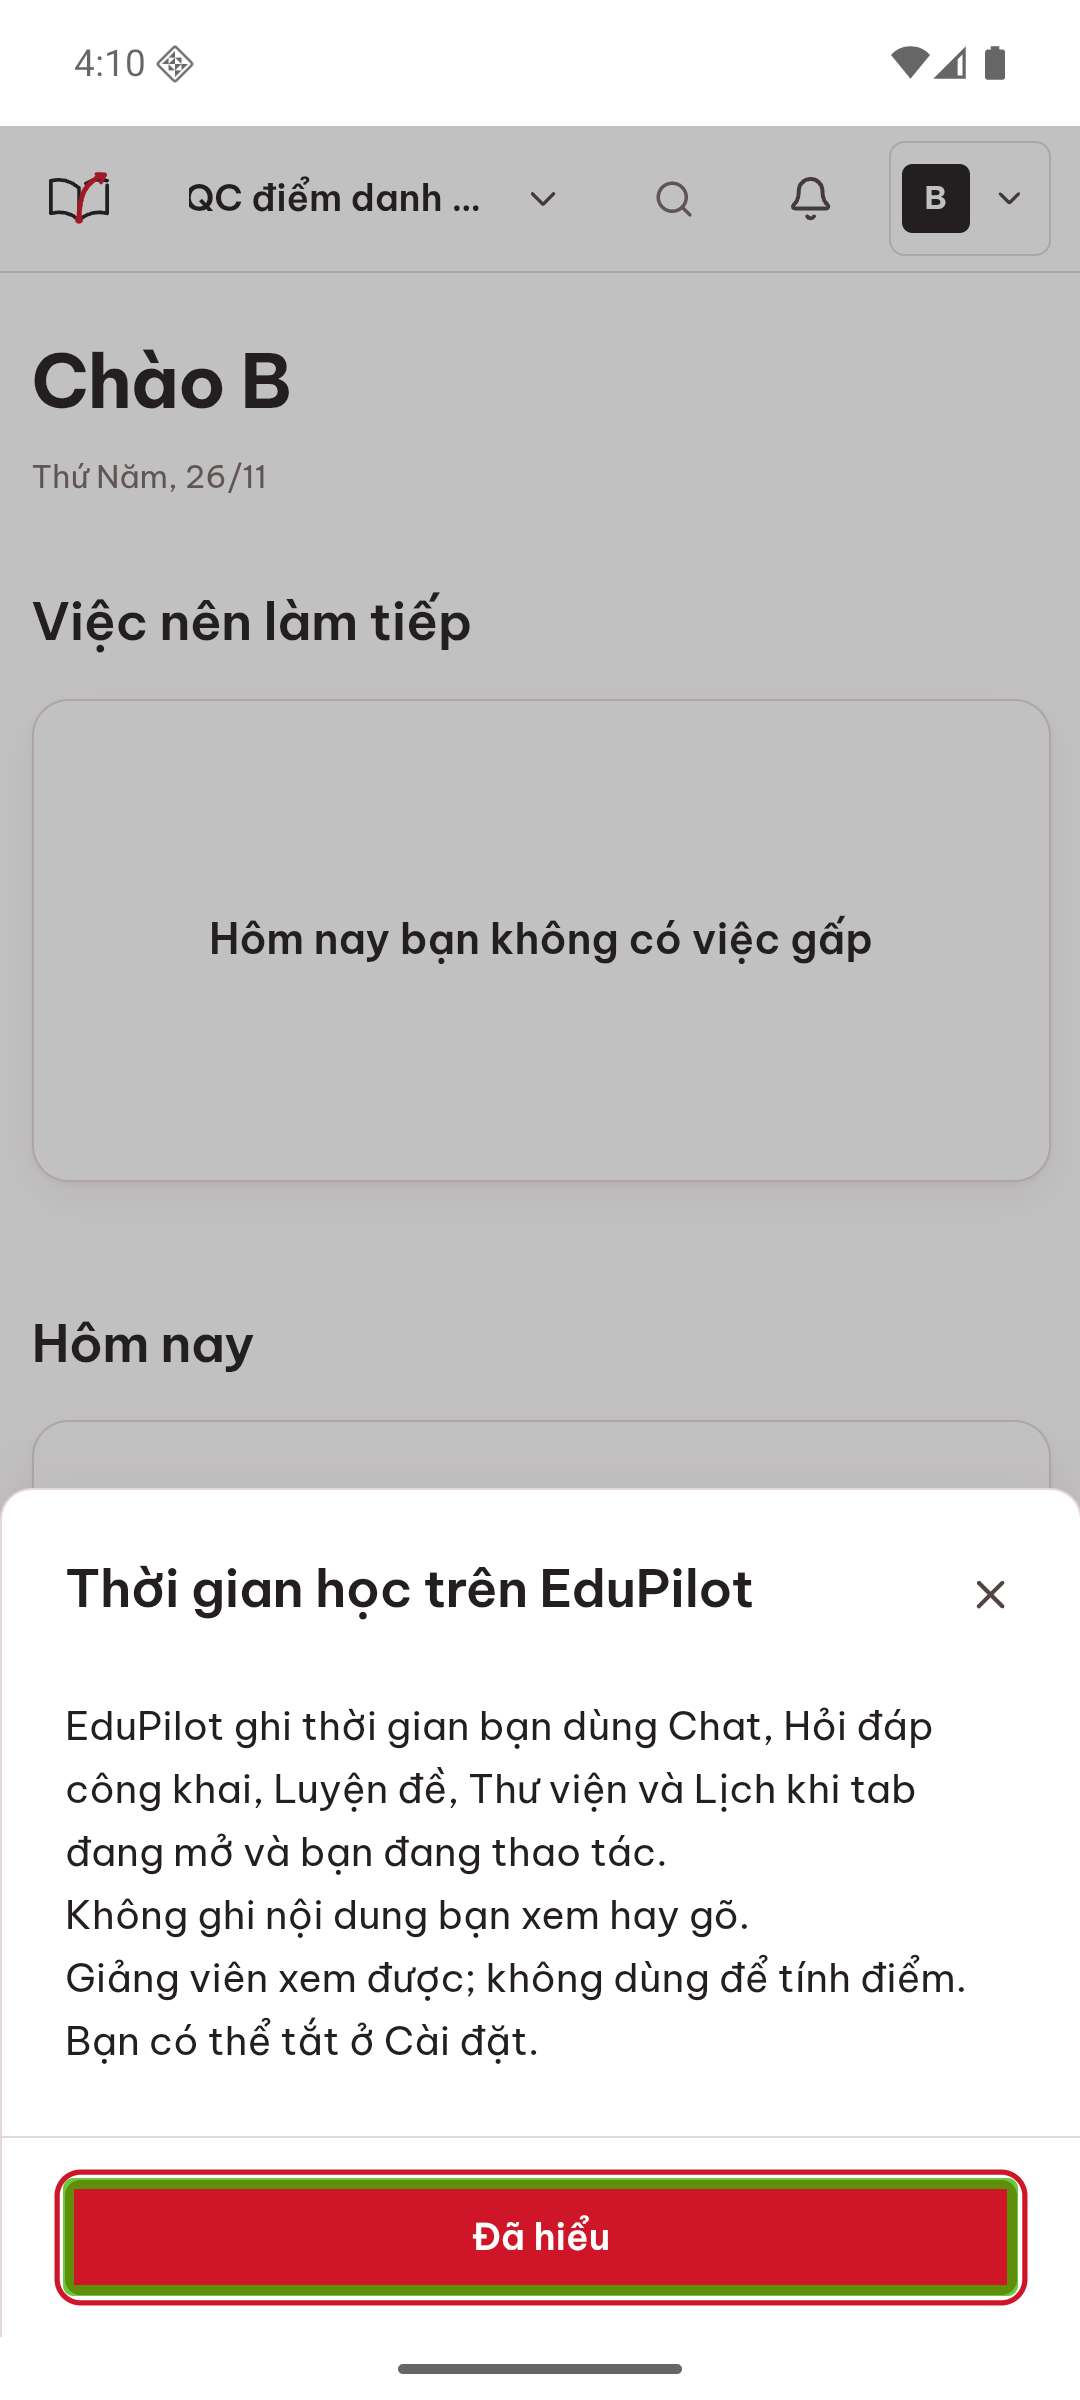 4:10
QC điểm danh ...
B
Chào B
Thứ Năm, 26/11
Việc nên làm tiếp
Hôm nay bạn không có việc gấp
Hôm nay
Thời gian học trên EduPilot
EduPilot ghi thời gian bạn dùng Chat, Hỏi đáp
công khai, Luyện đề, Thư viện và Lịch khi tab
đang mở và bạn đang thao tác.
Không ghi nội dung bạn xem hay gõ.
Giảng viên xem được; không dùng để tính điểm.
Bạn có thể tắt ở Cài đặt.
Đã hiểu